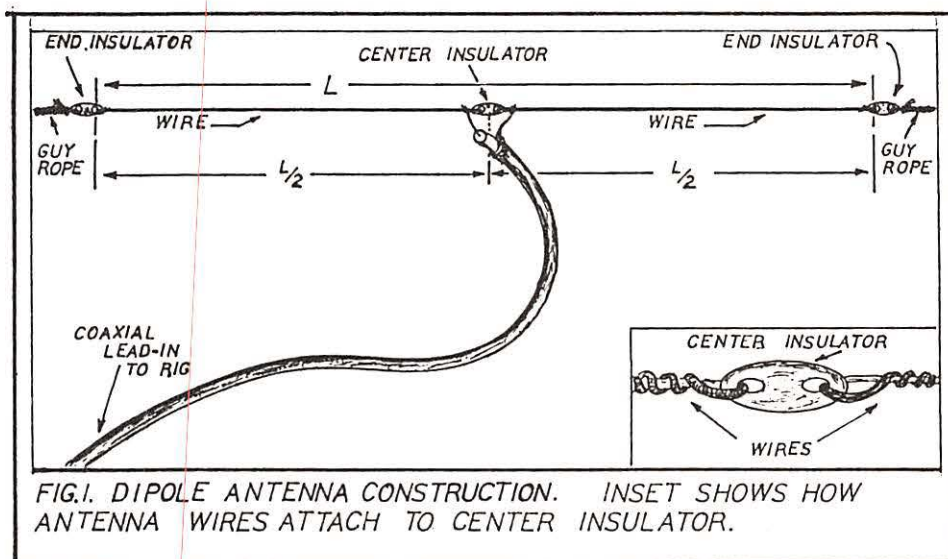 END INSULATOR
CENTER INSULATOR
END INSULATOR
L
WIRE
WIRE
GUY
ROPE
GUY
ROPE
L/2
L/2
COAXIAL
LEAD-IN
TO RIG
CENTER INSULATOR
WIRES
FIG.1. DIPOLE ANTENNA CONSTRUCTION. INSET SHOWS HOW
ANTENNA WIRES ATTACH TO CENTER INSULATOR.